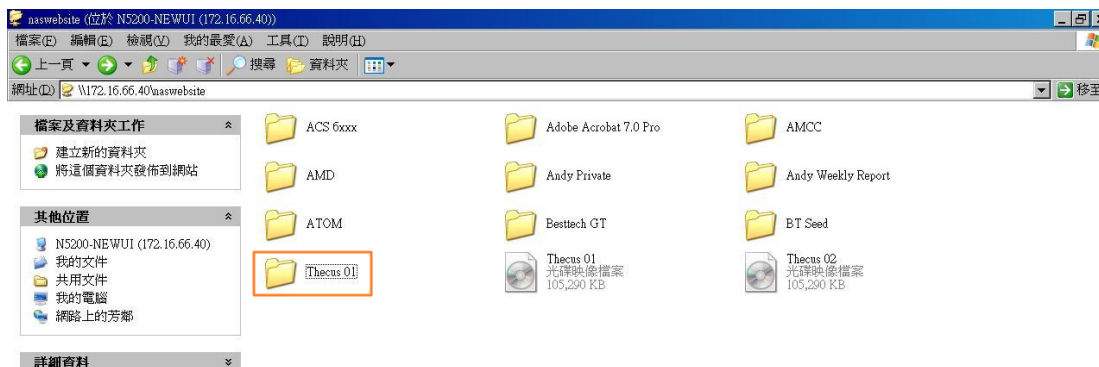 naswebsite (位於 N5200-NEWUI (172.16.66.40))
檔案(F) 編輯(E) 檢視(V) 我的最愛(A) 工具(T) 說明(H)
上一頁 搜尋 資料夾
網址(D) \\172.16.66.40\naswebsite 移至
檔案及資料夾工作
建立新的資料夾
將這個資料夾發佈到網站
其他位置
N5200-NEWUI (172.16.66.40)
我的文件
共用文件
我的電腦
網路上的芳鄰
詳細資料
ACS 6xxx
Adobe Acrobat 7.0 Pro
AMCC
AMD
Andy Private
Andy Weekly Report
ATOM
Besttech GT
BT Seed
Thecus 01
Thecus 01
光碟映像檔案
105,290 KB
Thecus 02
光碟映像檔案
105,290 KB